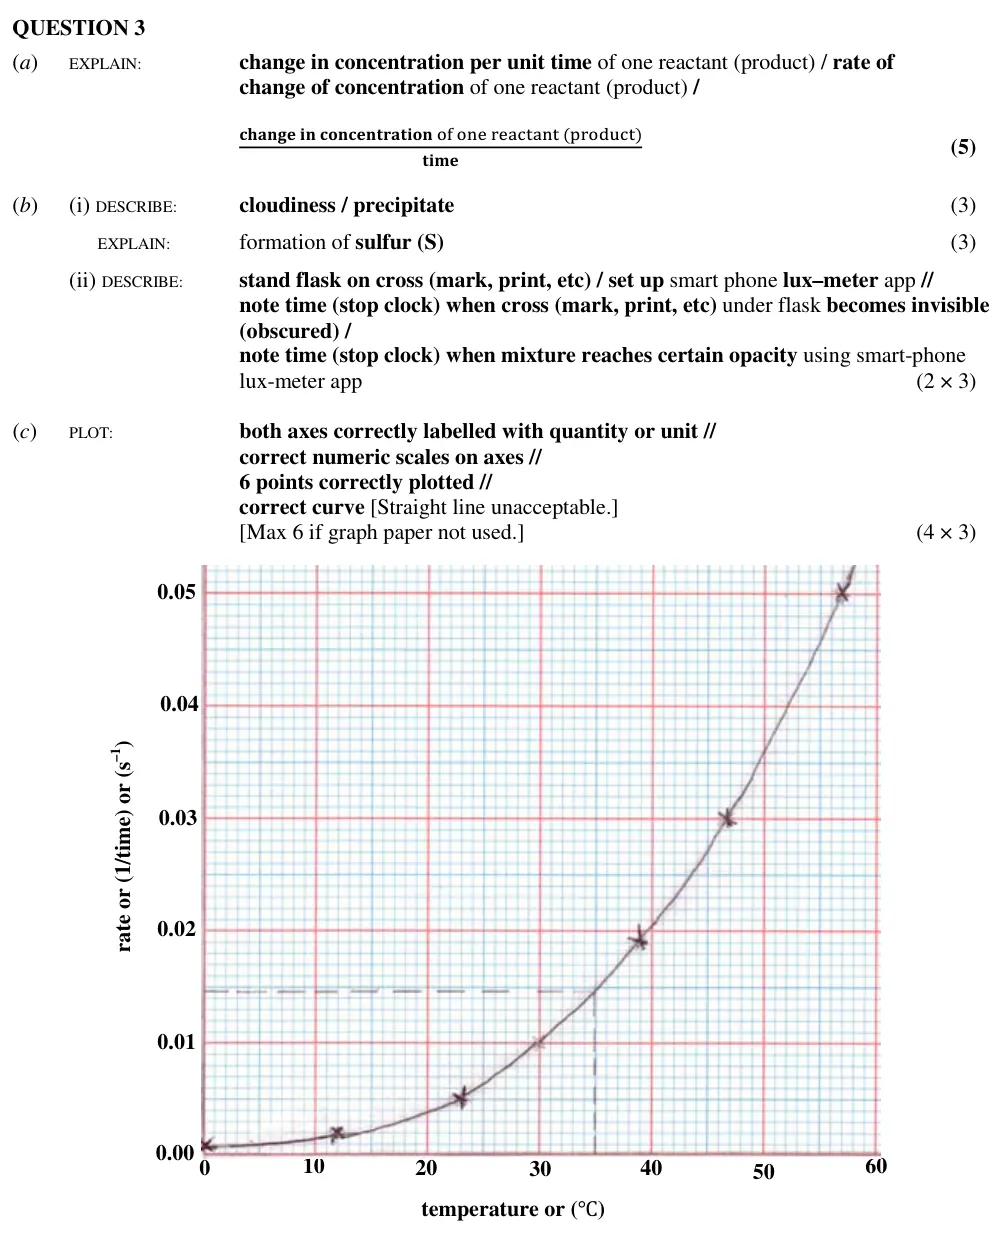 QUESTION 3
(a) EXPLAIN: change in concentration per unit time of one reactant (product) / rate of
change of concentration of one reactant (product) /
change in concentration of one reactant (product)
time
(5)
(b) (i) DESCRIBE: cloudiness / precipitate (3)
EXPLAIN: formation of sulfur (S) (3)
(ii) DESCRIBE: stand flask on cross (mark, print, etc) / set up smart phone lux–meter app //
note time (stop clock) when cross (mark, print, etc) under flask becomes invisible
(obscured) /
note time (stop clock) when mixture reaches certain opacity using smart-phone
lux-meter app (2 × 3)
(c) PLOT: both axes correctly labelled with quantity or unit //
correct numeric scales on axes //
6 points correctly plotted //
correct curve [Straight line unacceptable.]
[Max 6 if graph paper not used.] (4 × 3)
0.05
0.04
rate or (1/time) or (s⁻¹)
0.03
0.02
0.01
0.00
0 10 20 30 40 50 60
temperature or (°C)